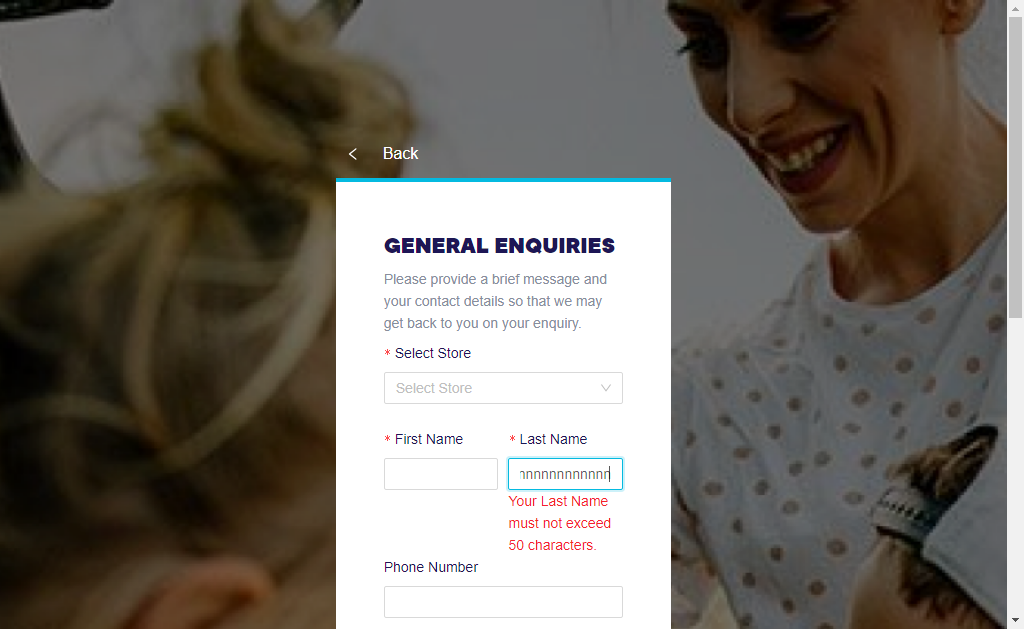 Back
GENERAL ENQUIRIES
Please provide a brief message and
your contact details so that we may
get back to you on your enquiry.
* Select Store
Select Store
* First Name
* Last Name
Your Last Name
must not exceed
50 characters.
Phone Number